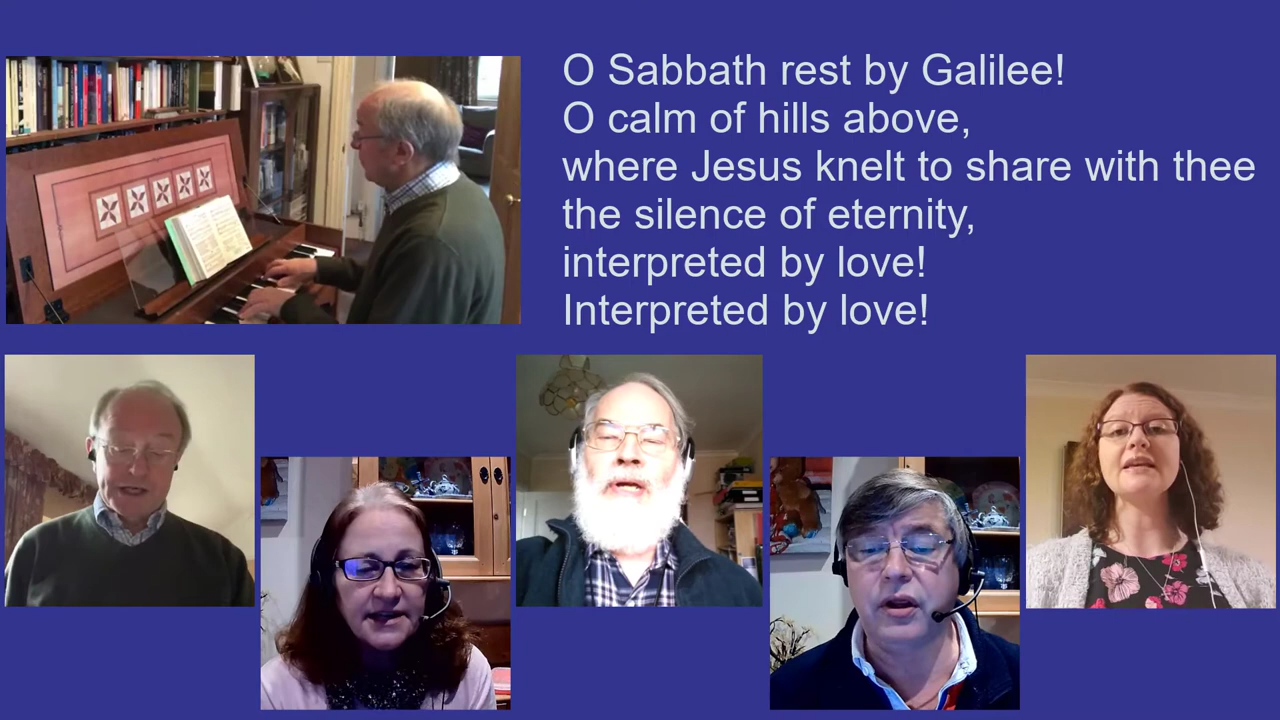 O Sabbath rest by Galilee!
O calm of hills above,
where Jesus knelt to share with thee
the silence of eternity,
interpreted by love!
Interpreted by love!